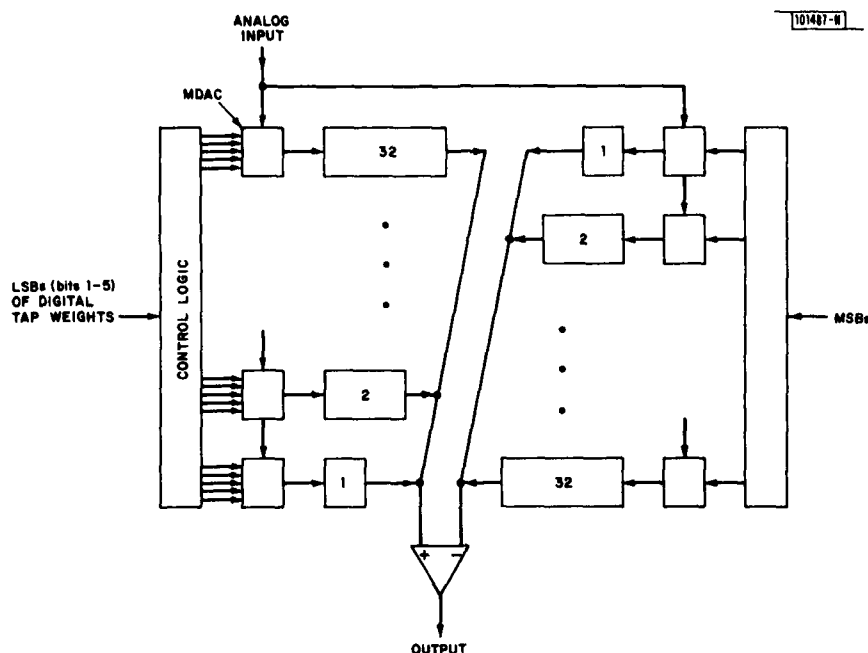 101487-N
ANALOG
INPUT
MDAC
32
1
2
CONTROL LOGIC
LSBs (bits 1–5)
OF DIGITAL
TAP WEIGHTS
MSBs
2
1
32
+
−
OUTPUT